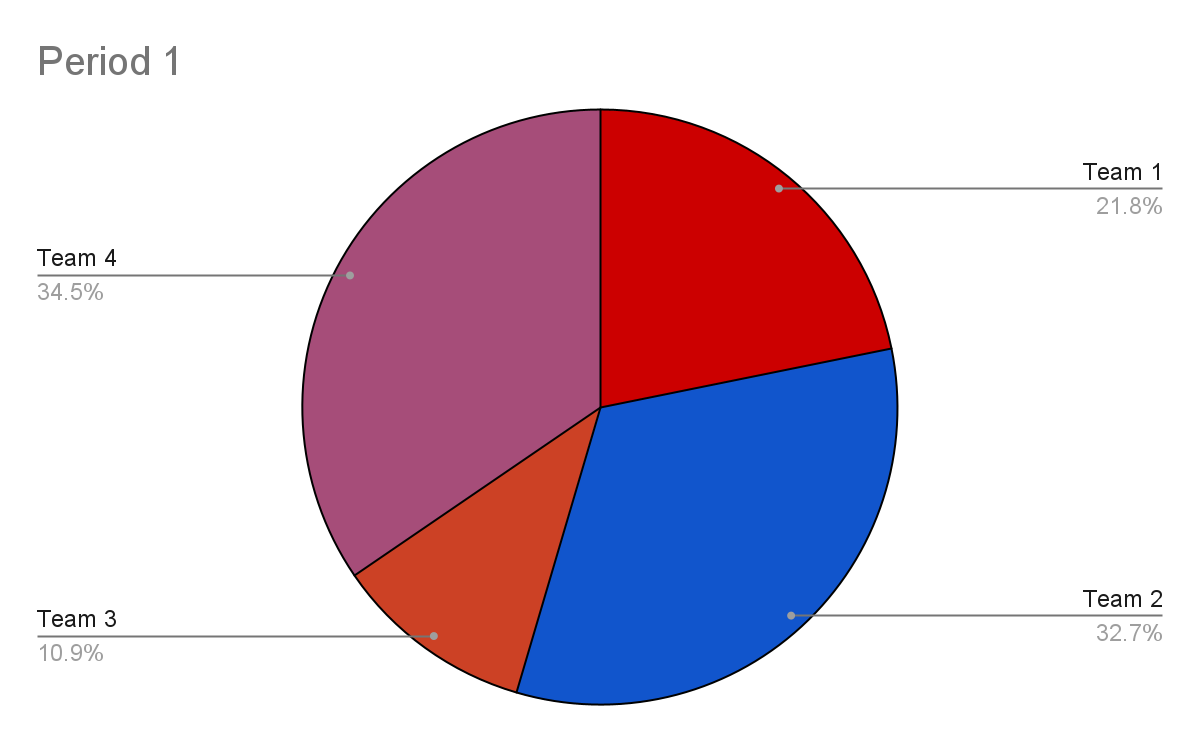 Period 1
Team 1
21.8%
Team 4
34.5%
Team 2
32.7%
Team 3
10.9%